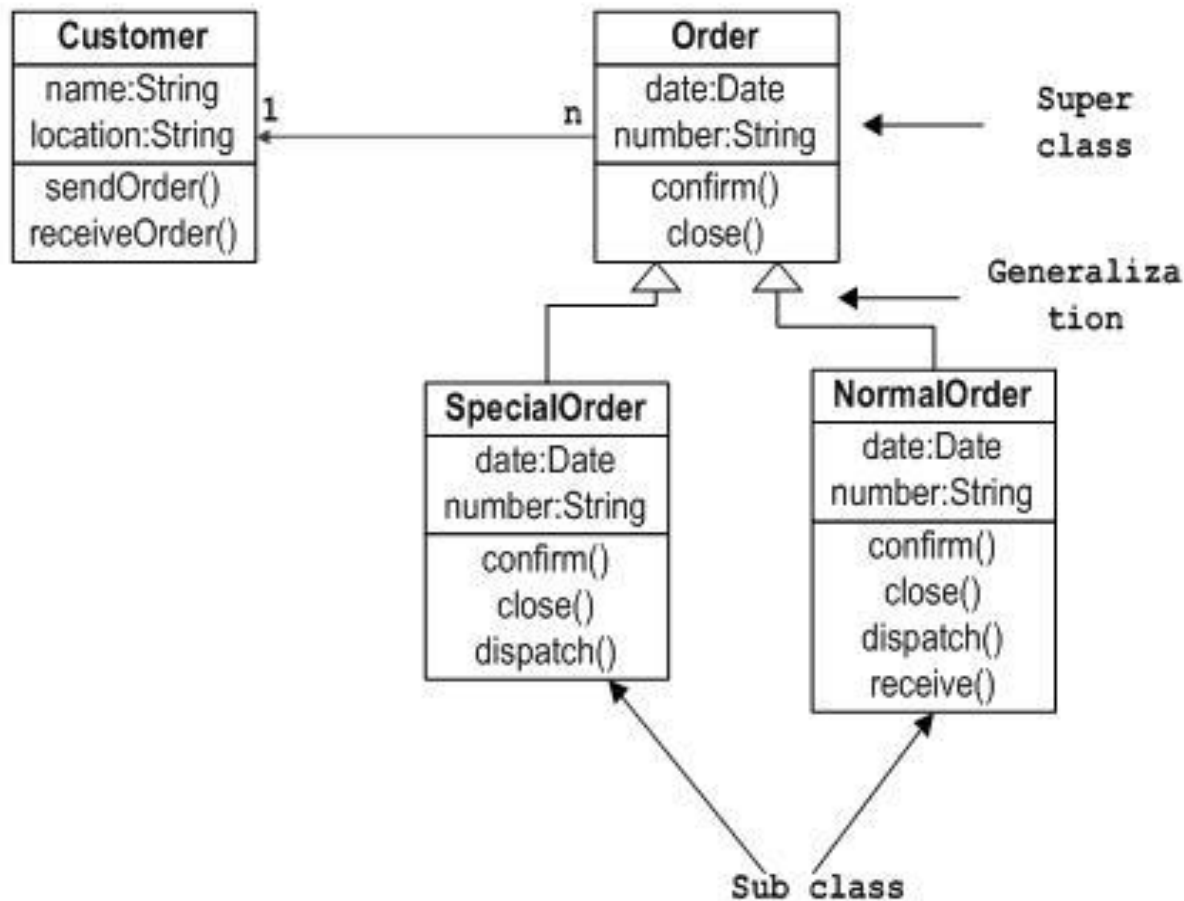 Customer
name:String
location:String
sendOrder()
receiveOrder()
1
n
Order
date:Date
number:String
confirm()
close()
Super
class
Generaliza
tion
SpecialOrder
date:Date
number:String
confirm()
close()
dispatch()
NormalOrder
date:Date
number:String
confirm()
close()
dispatch()
receive()
Sub class